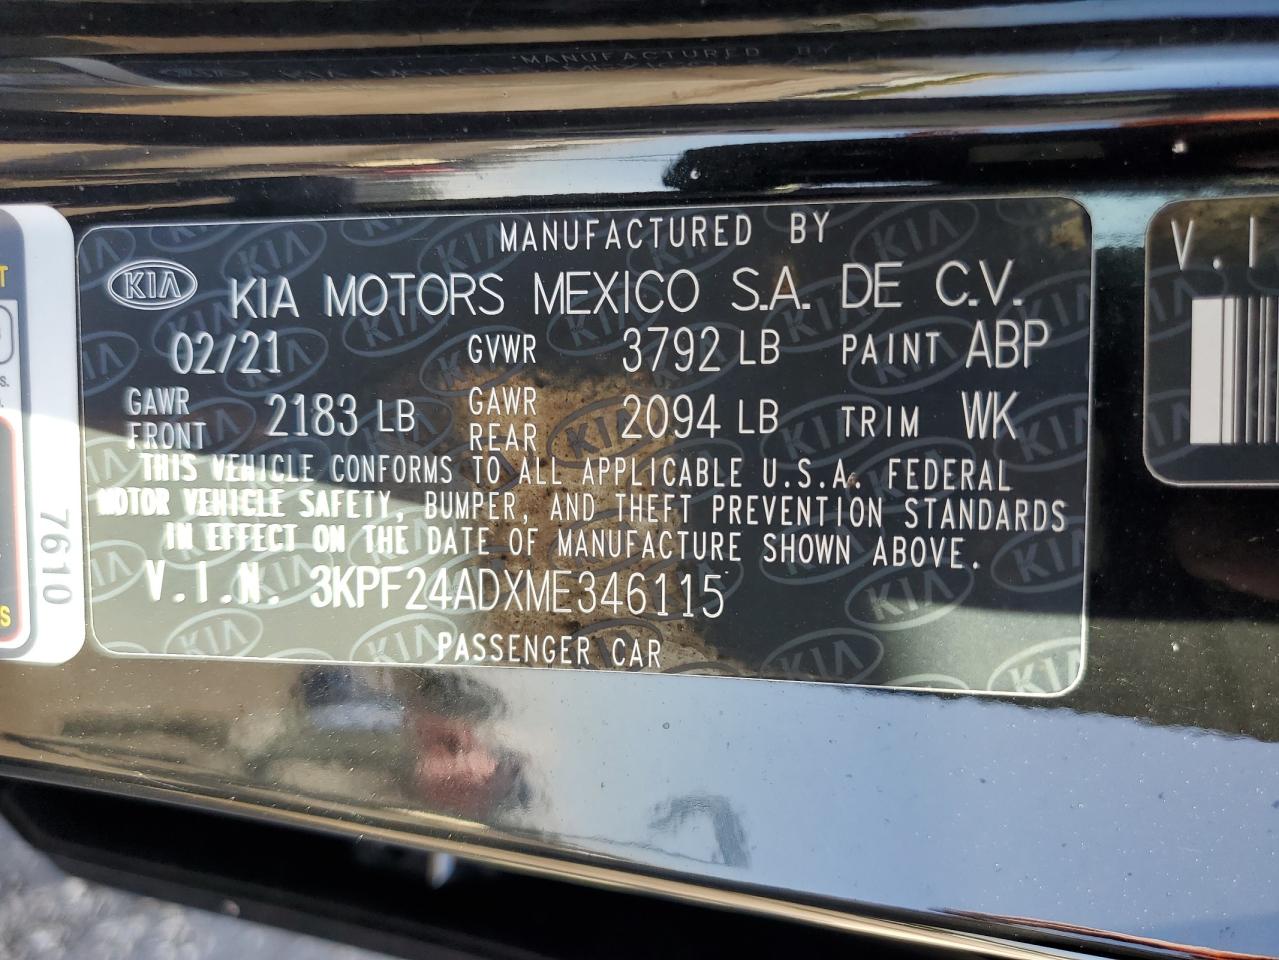 MANUFACTURED BY
KIA KIA MOTORS MEXICO S.A. DE C.V.
02/21 GVWR 3792 LB PAINT ABP
GAWR FRONT 2183 LB GAWR REAR 2094 LB TRIM WK
THIS VEHICLE CONFORMS TO ALL APPLICABLE U.S.A. FEDERAL
MOTOR VEHICLE SAFETY, BUMPER, AND THEFT PREVENTION STANDARDS
IN EFFECT ON THE DATE OF MANUFACTURE SHOWN ABOVE.
V.I.N. 3KPF24ADXME346115
PASSENGER CAR
7610
V.I